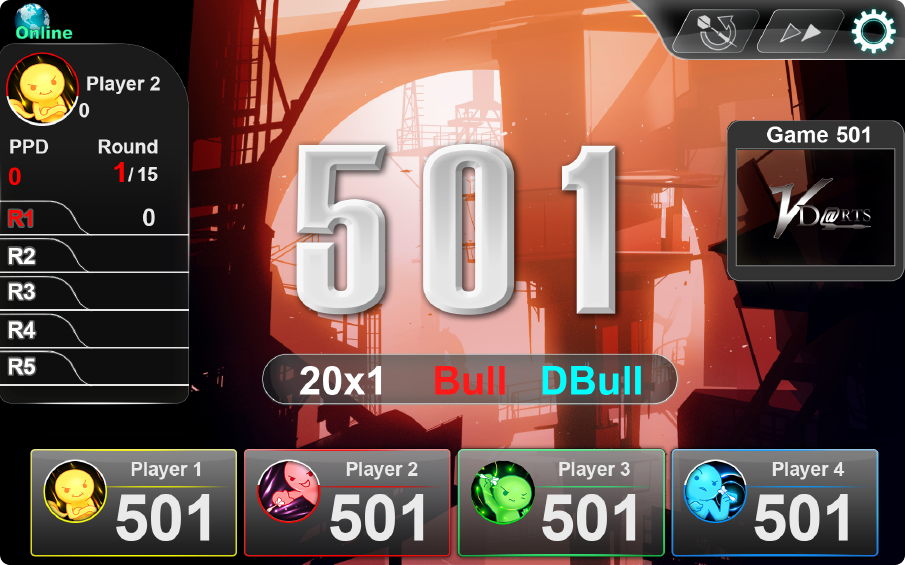 Online
Player 2
0
PPD Round
0 1/15
R1 0
R2
R3
R4
R5
501
20x1 Bull DBull
Game 501
VD@RTS
Player 1
501
Player 2
501
Player 3
501
Player 4
501